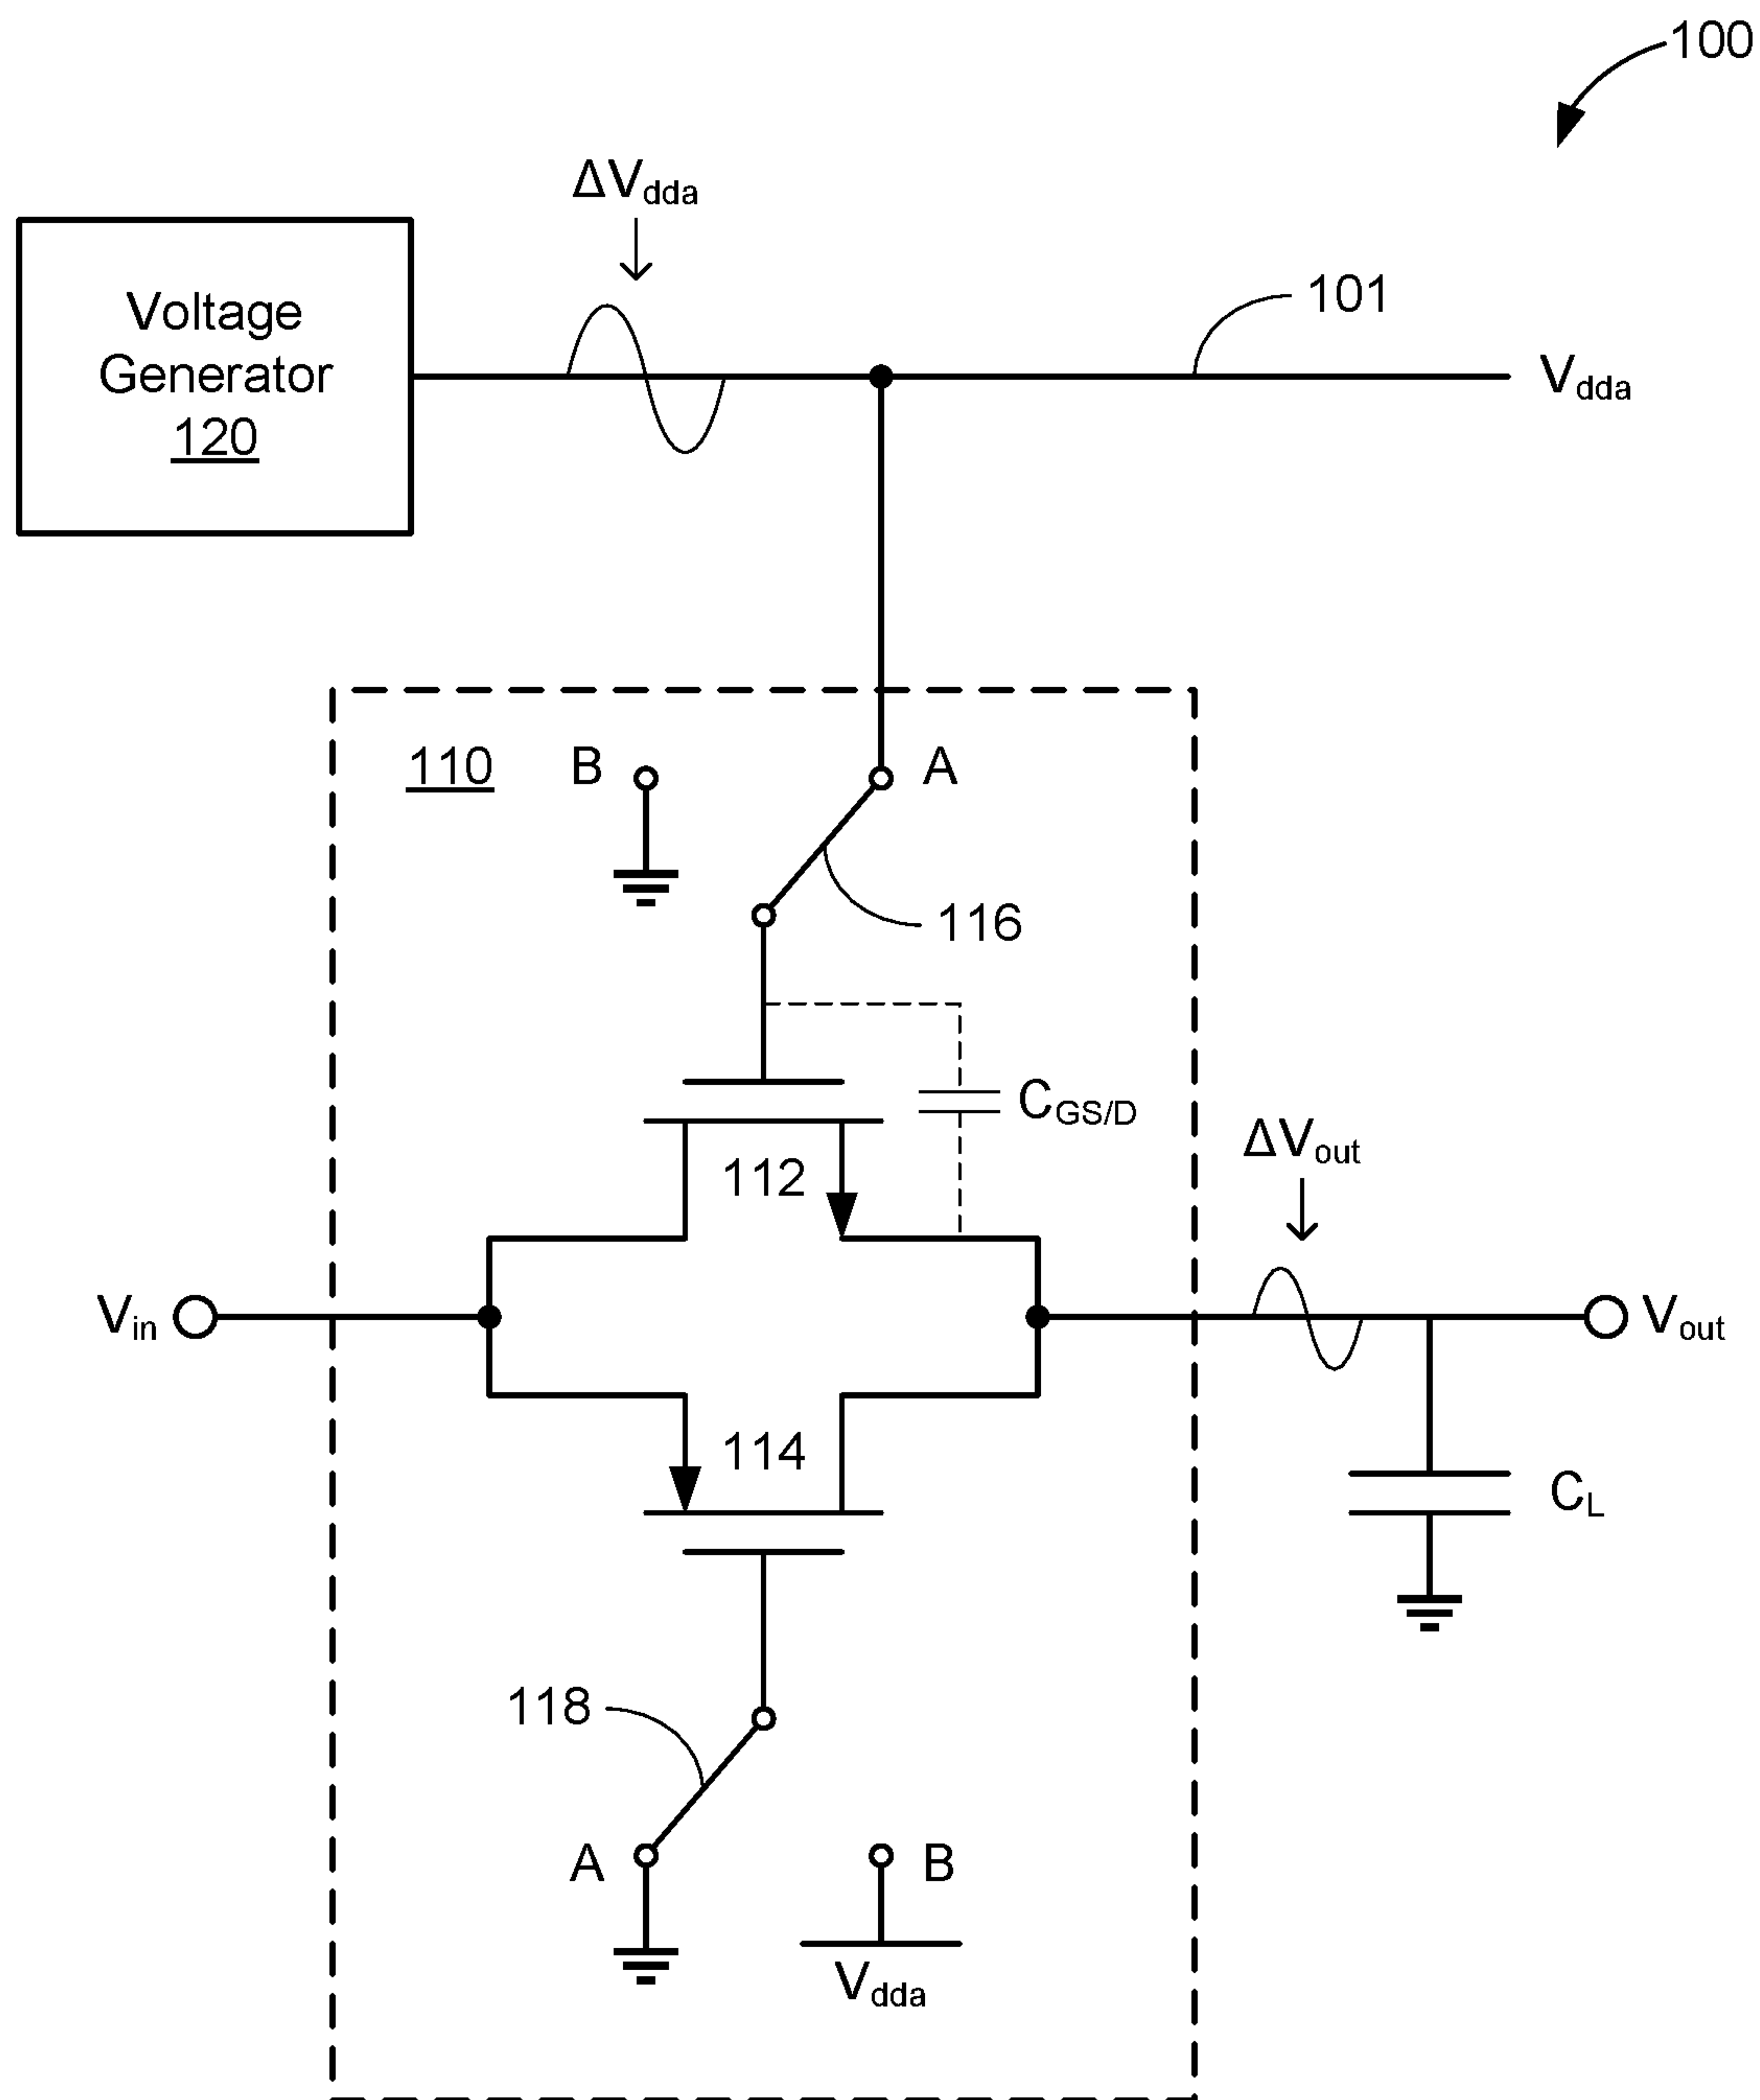 100
ΔVdda
Voltage
Generator
120
101
Vdda
110
B
A
116
CGS/D
112
ΔVout
Vin
Vout
114
CL
118
A
B
Vdda